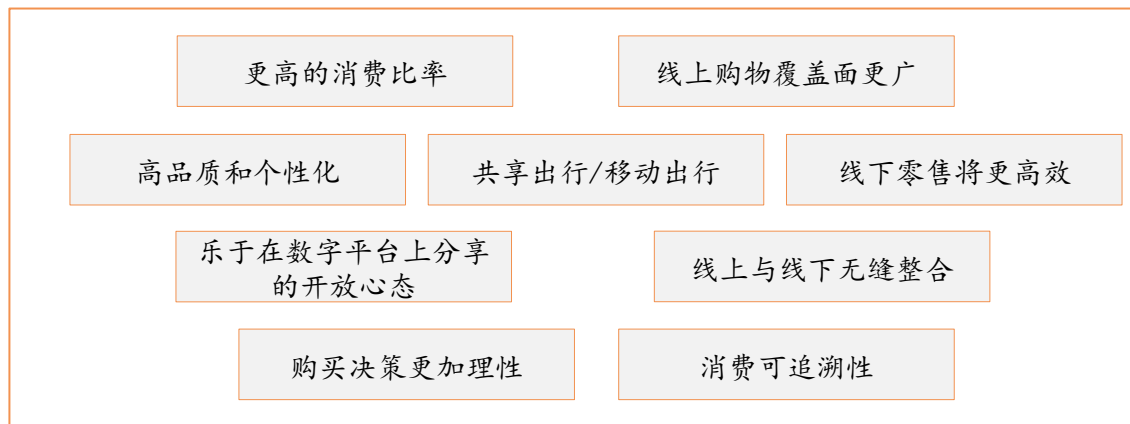 更高的消费比率
线上购物覆盖面更广
高品质和个性化
共享出行/移动出行
线下零售将更高效
乐于在数字平台上分享
的开放心态
线上与线下无缝整合
购买决策更加理性
消费可追溯性